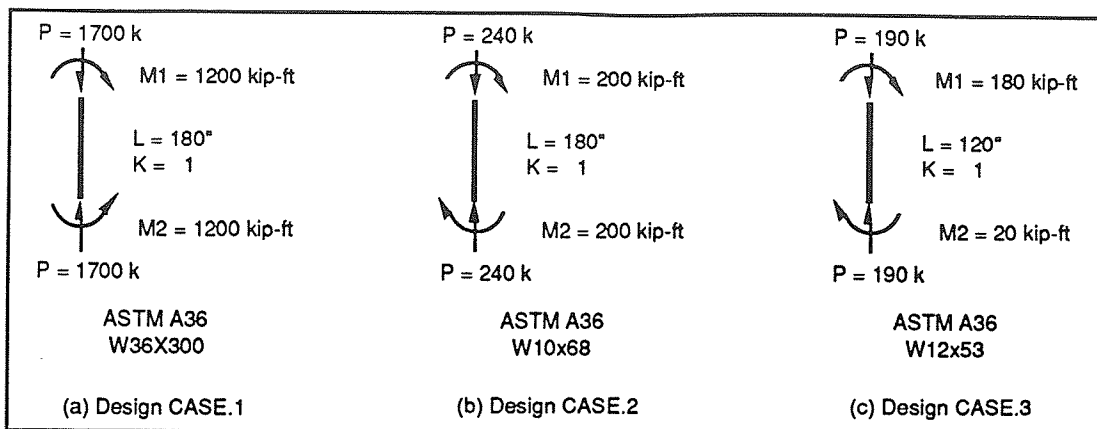 P = 1700 k
M1 = 1200 kip-ft
L = 180"
K = 1
M2 = 1200 kip-ft
P = 1700 k
ASTM A36
W36X300
(a) Design CASE.1
P = 240 k
M1 = 200 kip-ft
L = 180"
K = 1
M2 = 200 kip-ft
P = 240 k
ASTM A36
W10x68
(b) Design CASE.2
P = 190 k
M1 = 180 kip-ft
L = 120"
K = 1
M2 = 20 kip-ft
P = 190 k
ASTM A36
W12x53
(c) Design CASE.3